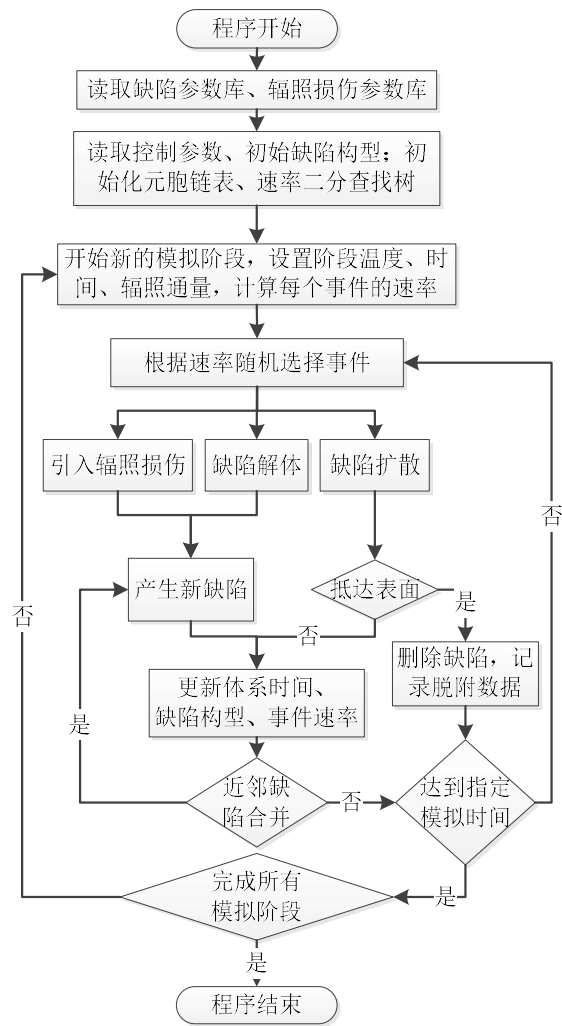 程序开始
读取缺陷参数库、辐照损伤参数库
读取控制参数、初始缺陷构型；初
始化元胞链表、速率二分查找树
开始新的模拟阶段，设置阶段温度、时
间、辐照通量，计算每个事件的速率
根据速率随机选择事件
引入辐照损伤
缺陷解体
缺陷扩散
否
产生新缺陷
抵达表面
是
否
否
删除缺陷，记
录脱附数据
更新体系时间、
缺陷构型、事件速率
是
近邻缺
陷合并
否
达到指定
模拟时间
完成所有
模拟阶段
是
是
程序结束